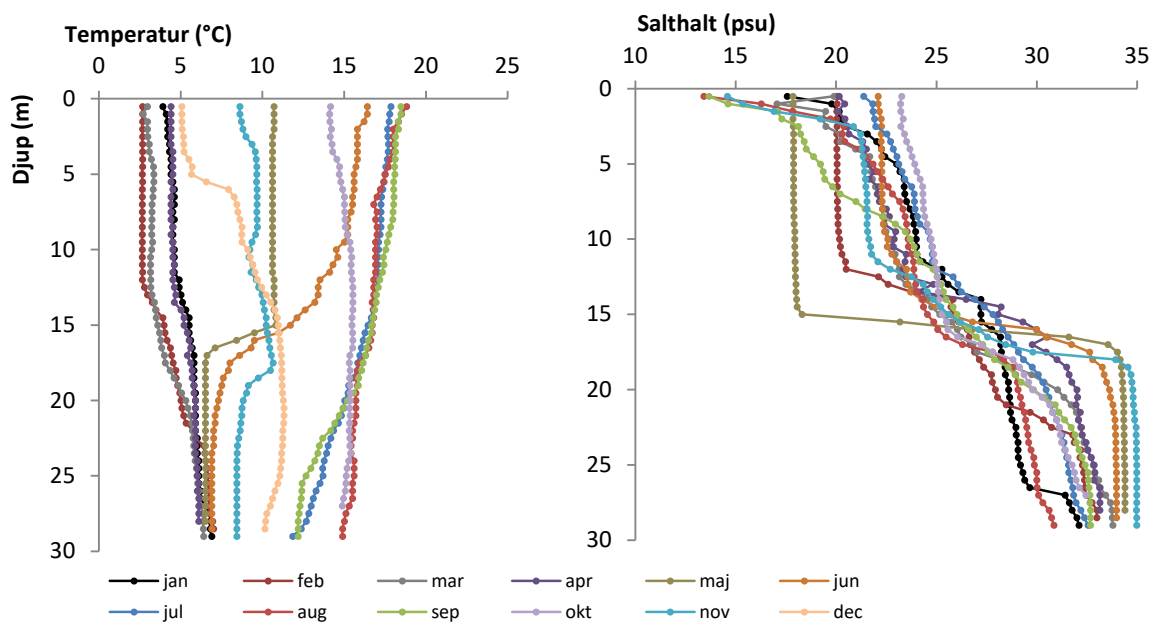 Temperatur (°C)
0 5 10 15 20 25
Djup (m)
0
5
10
15
20
25
30
Salthalt (psu)
10 15 20 25 30 35
0
5
10
15
20
25
30
jan feb mar apr maj jun
jul aug sep okt nov dec